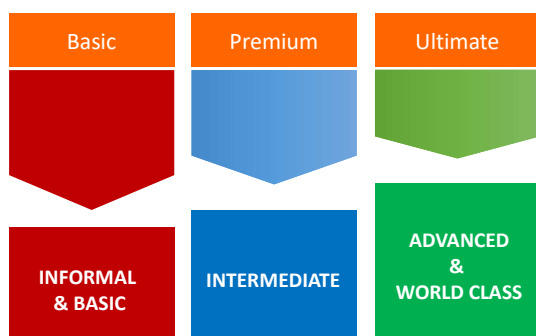 Basic
Premium
Ultimate
INFORMAL
& BASIC
INTERMEDIATE
ADVANCED
&
WORLD CLASS